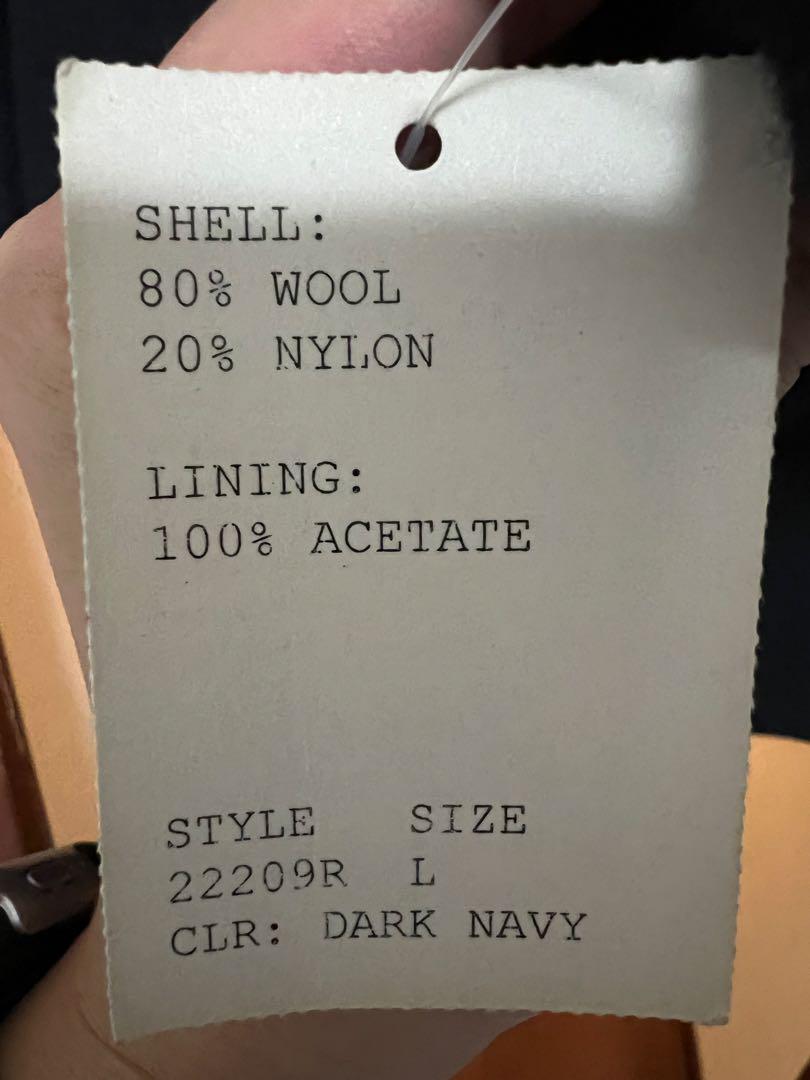 SHELL:
80% WOOL
20% NYLON
LINING:
100% ACETATE
STYLE SIZE
22209R L
CLR: DARK NAVY